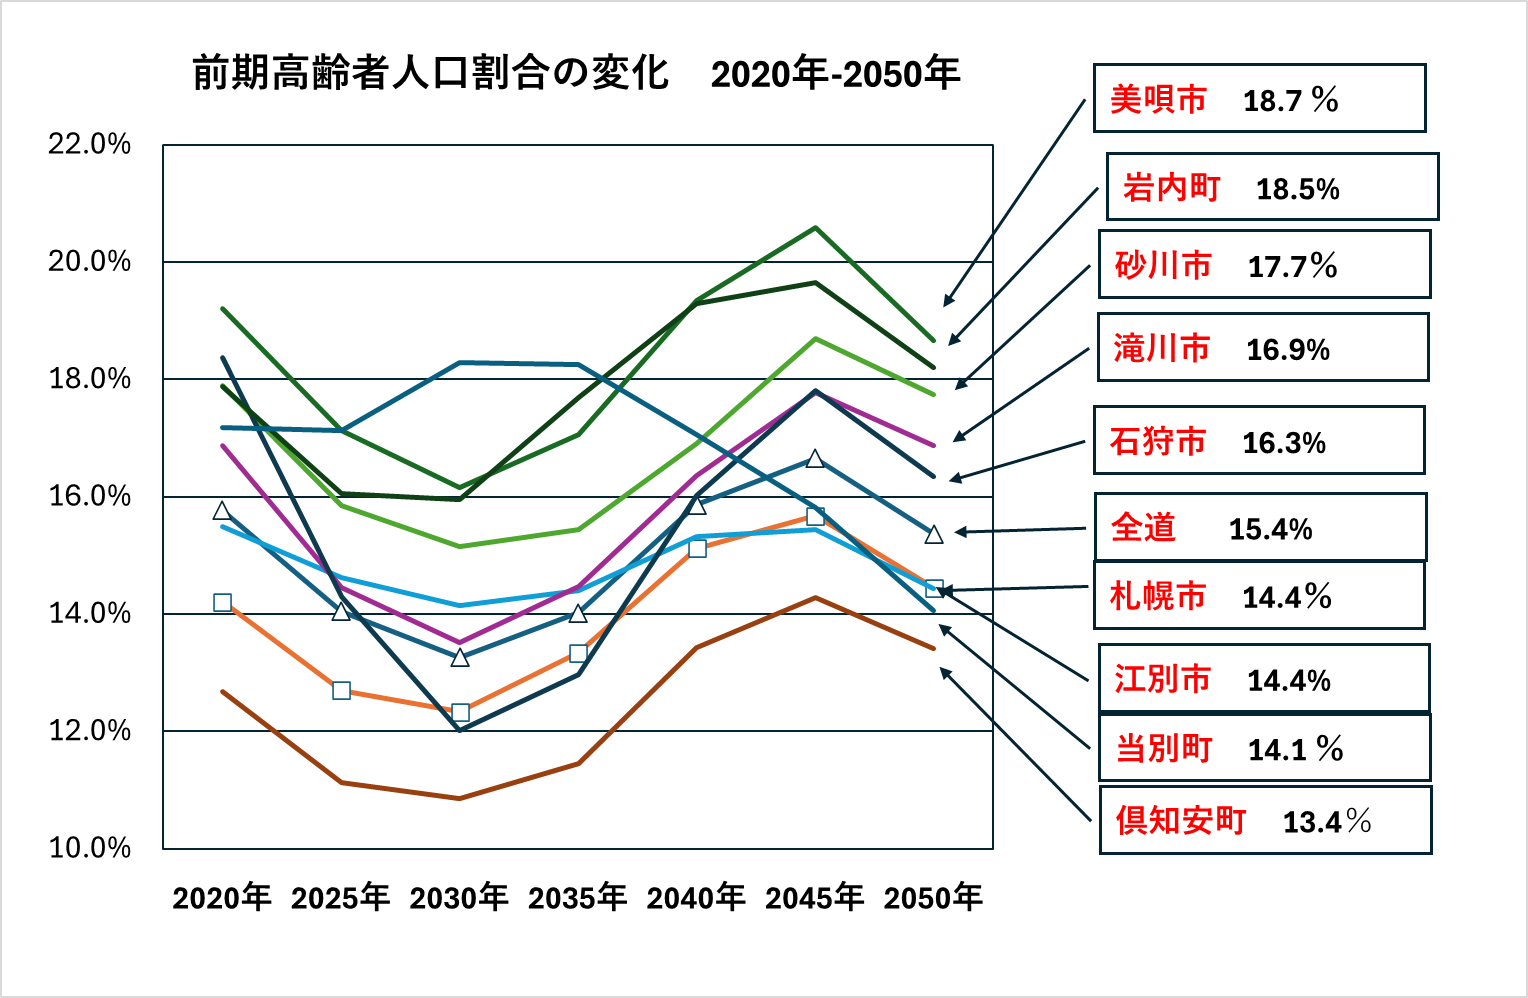 前期高齢者人口割合の変化　2020年-2050年
22.0%
20.0%
18.0%
16.0%
14.0%
12.0%
10.0%
2020年 2025年 2030年 2035年 2040年 2045年 2050年
美唄市　18.7％
岩内町　18.5%
砂川市　17.7％
滝川市　16.9%
石狩市　16.3%
全道　15.4%
札幌市　14.4％
江別市　14.4%
当別町　14.1％
倶知安町　13.4％